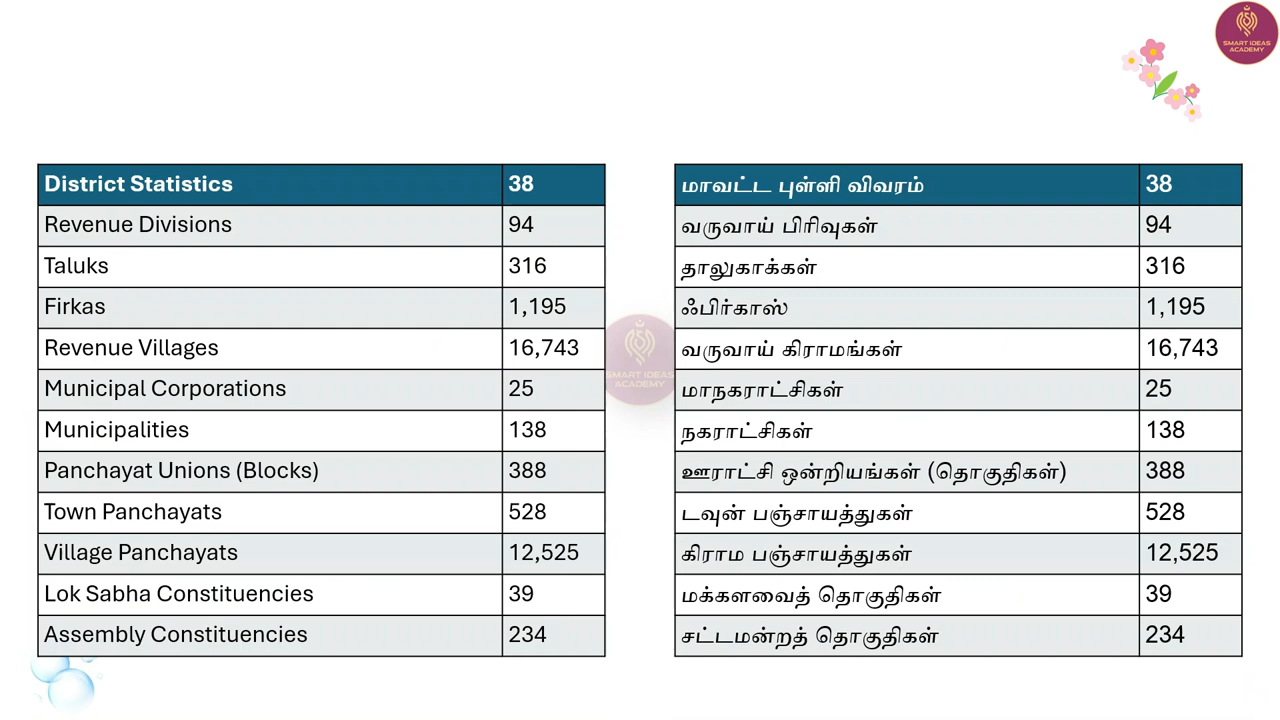 SMART IDEAS
ACADEMY
District Statistics 38
Revenue Divisions 94
Taluks 316
Firkas 1,195
Revenue Villages 16,743
Municipal Corporations 25
Municipalities 138
Panchayat Unions (Blocks) 388
Town Panchayats 528
Village Panchayats 12,525
Lok Sabha Constituencies 39
Assembly Constituencies 234
SMART IDEAS
ACADEMY
மாவட்ட புள்ளி விவரம் 38
வருவாய் பிரிவுகள் 94
தாலுகாக்கள் 316
ஃபிர்காஸ் 1,195
வருவாய் கிராமங்கள் 16,743
மாநகராட்சிகள் 25
நகராட்சிகள் 138
ஊராட்சி ஒன்றியங்கள் (தொகுதிகள்) 388
டவுன் பஞ்சாயத்துகள் 528
கிராம பஞ்சாயத்துகள் 12,525
மக்களவைத் தொகுதிகள் 39
சட்டமன்றத் தொகுதிகள் 234